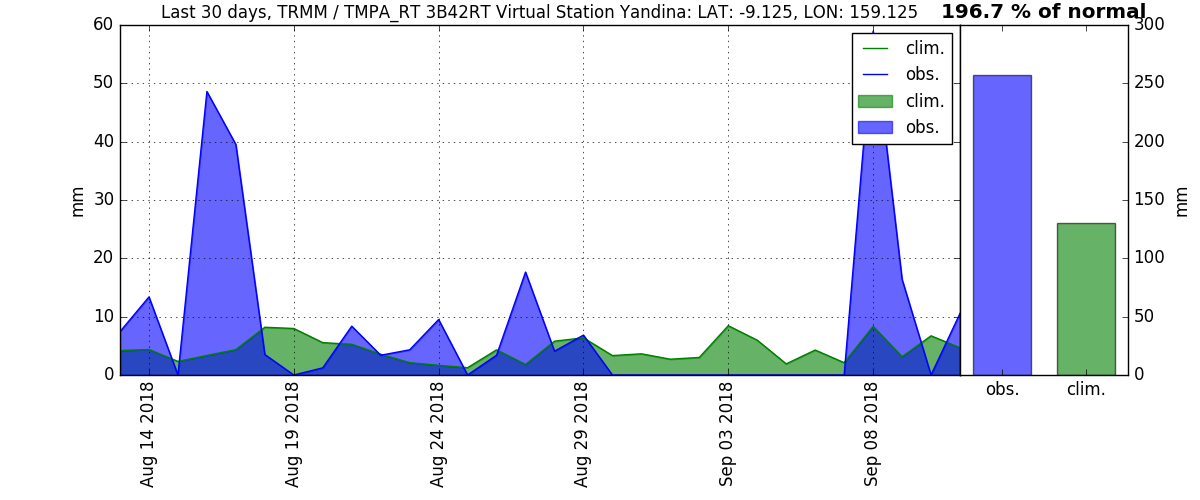 Last 30 days, TRMM / TMPA_RT 3B42RT Virtual Station Yandina: LAT: -9.125, LON: 159.125
196.7 % of normal
60
50
40
30
20
10
0
mm
clim.
obs.
clim.
obs.
Aug 14 2018
Aug 19 2018
Aug 24 2018
Aug 29 2018
Sep 03 2018
Sep 08 2018
300
250
200
150
100
50
0
mm
obs.
clim.